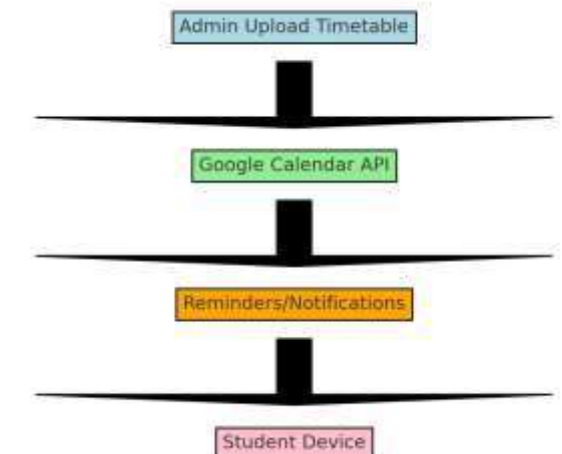 Admin Upload Timetable
Google Calendar API
Reminders/Notifications
Student Device